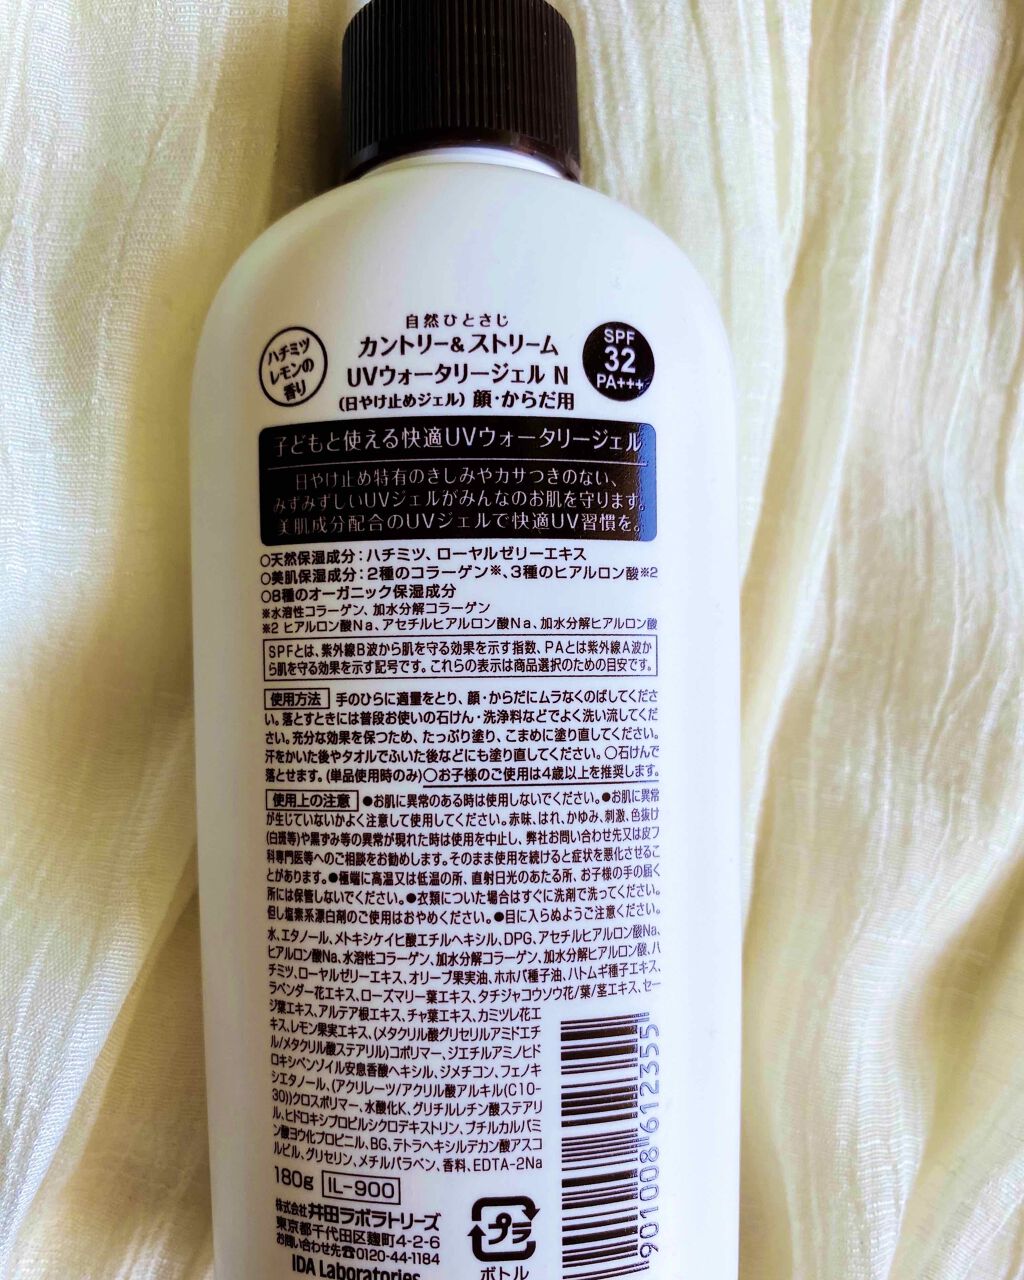 自然ひとさじ
カントリー&ストリーム
UVウォータリージェル N
(日やけ止めジェル) 顔・からだ用
ハチミツ
レモンの
香り
SPF
32
PA+++
子どもと使える快適UVウォータリージェル
日やけ止め特有のきしみやカサつきのない、
みずみずしいUVジェルがみんなのお肌を守ります。
美肌成分配合のUVジェルで快適UV習慣を。
○天然保湿成分:ハチミツ、ローヤルゼリーエキス
○美肌保湿成分:2種のコラーゲン※、3種のヒアルロン酸※2
○8種のオーガニック保湿成分
※水溶性コラーゲン、加水分解コラーゲン
※2 ヒアルロン酸Na、アセチルヒアルロン酸Na、加水分解ヒアルロン酸
SPFとは、紫外線B波から肌を守る効果を示す指数、PAとは紫外線A波か
ら肌を守る効果を示す記号です。これらの表示は商品選択のための目安です。
使用方法 手のひらに適量をとり、顔・からだにムラなくのばしてくださ
い。落とすときには普段お使いの石けん・洗浄料などでよく洗い流してくだ
さい。充分な効果を保つため、たっぷり塗り、こまめに塗り直してください。
汗をかいた後やタオルでふいた後などにも塗り直してください。○石けんで
落とせます。(単品使用時のみ)○お子様のご使用は4歳以上を推奨します。
使用上の注意 ●お肌に異常のある時は使用しないでください。●お肌に異常
が生じていないかよく注意して使用してください。赤味、はれ、かゆみ、刺激、色抜け
(白斑等)や黒ずみ等の異常が現れた時は使用を中止し、弊社お問い合わせ先又は皮フ
科専門医等へのご相談をお勧めします。そのまま使用を続けると症状を悪化させるこ
とがあります。●極端に高温又は低温の所、直射日光のあたる所、お子様の手の届く
所には保管しないでください。●衣類についた場合はすぐに洗剤で洗ってください。
但し塩素系漂白剤のご使用はおやめください。●目に入らぬようご注意ください。
水、エタノール、メトキシケイヒ酸エチルヘキシル、DPG、アセチルヒアルロン酸Na、
ヒアルロン酸Na、水溶性コラーゲン、加水分解コラーゲン、加水分解ヒアルロン酸、ハ
チミツ、ローヤルゼリーエキス、オリーブ果実油、ホホバ種子油、ハトムギ種子エキス、
ラベンダー花エキス、ローズマリー葉エキス、タチジャコウソウ花/葉/茎エキス、セー
ジ葉エキス、アルテア根エキス、チャ葉エキス、カミツレ花エ
キス、レモン果実エキス、(メタクリル酸グリセリルアミドエチ
ル/メタクリル酸ステアリル)コポリマー、ジエチルアミノヒド
ロキシベンゾイル安息香酸ヘキシル、ジメチコン、フェノキ
シエタノール、(アクリレーツ/アクリル酸アルキル(C10-
30))クロスポリマー、水酸化K、グリチルレチン酸ステアリ
ル、ヒドロキシプロピルシクロデキストリン、ブチルカルバミ
ン酸ヨウ化プロピニル、BG、テトラヘキシルデカン酸アスコ
ルビル、グリセリン、メチルパラベン、香料、EDTA-2Na
180g IL-900
株式会社 井田ラボラトリーズ
東京都千代田区麹町4-2-6
お問い合わせ先☎0120-44-1184
IDA Laboratories
プラ
ボトル
4901008612355